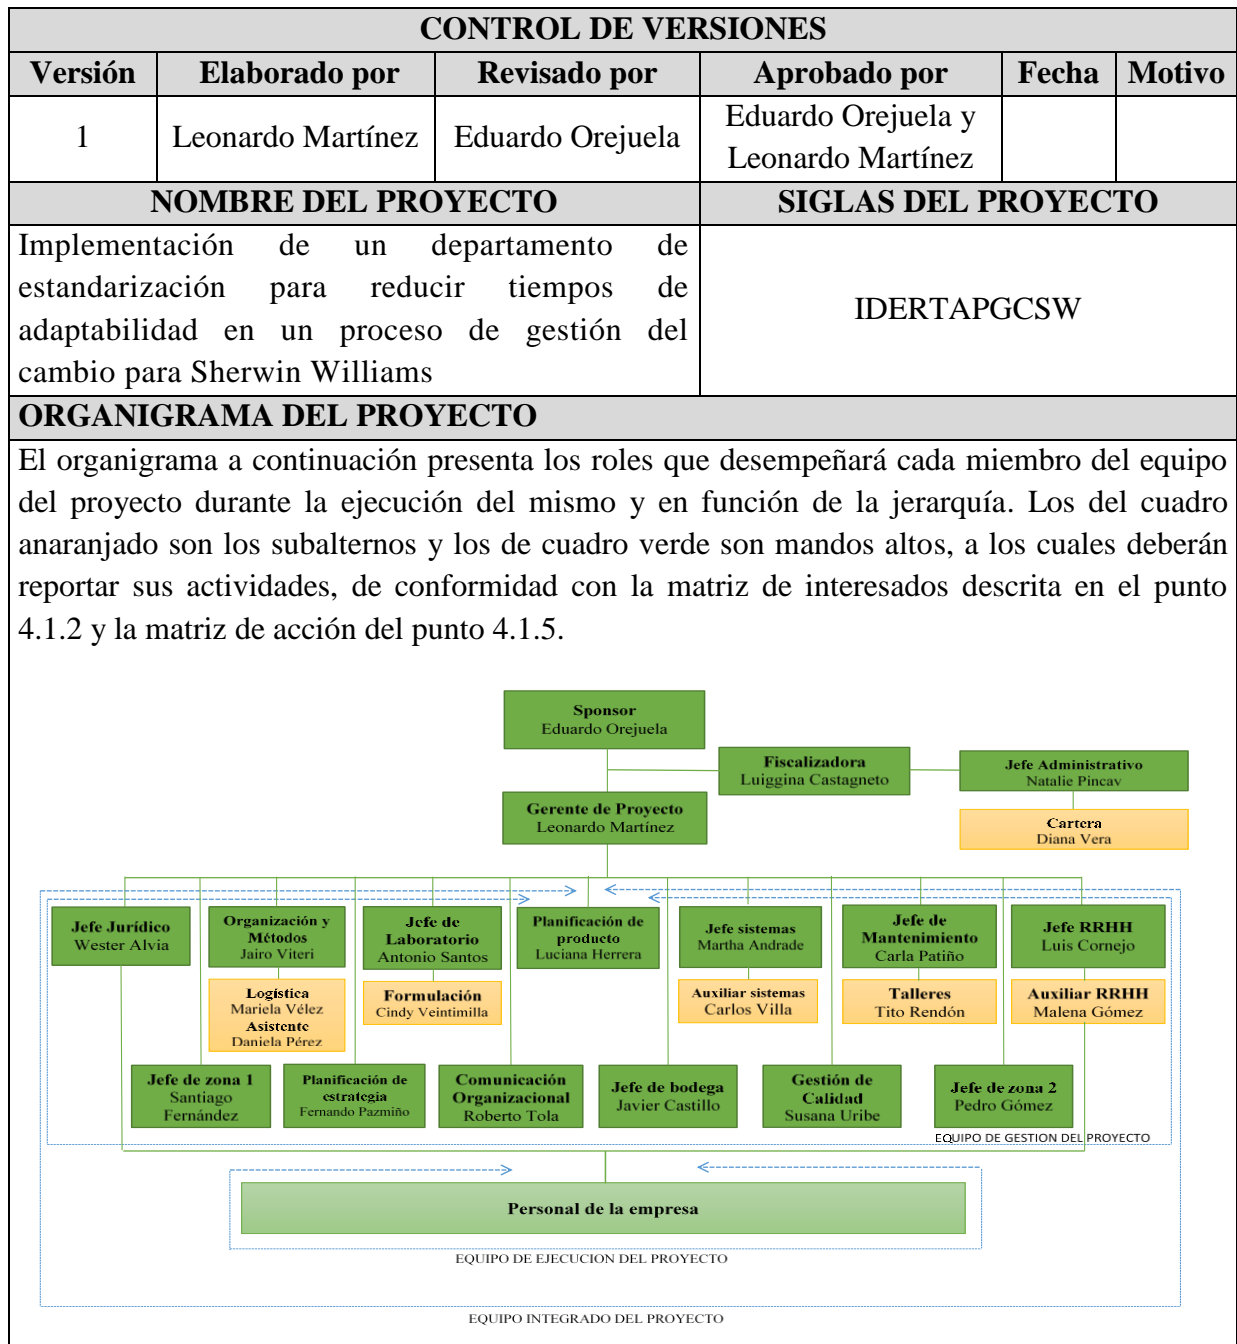 CONTROL DE VERSIONES
Versión Elaborado por Revisado por Aprobado por Fecha Motivo
1 Leonardo Martínez Eduardo Orejuela Eduardo Orejuela y
Leonardo Martínez
NOMBRE DEL PROYECTO SIGLAS DEL PROYECTO
Implementación de un departamento de
estandarización para reducir tiempos de
adaptabilidad en un proceso de gestión del
cambio para Sherwin Williams
IDERTAPGCSW
ORGANIGRAMA DEL PROYECTO
El organigrama a continuación presenta los roles que desempeñará cada miembro del equipo
del proyecto durante la ejecución del mismo y en función de la jerarquía. Los del cuadro
anaranjado son los subalternos y los de cuadro verde son mandos altos, a los cuales deberán
reportar sus actividades, de conformidad con la matriz de interesados descrita en el punto
4.1.2 y la matriz de acción del punto 4.1.5.
Sponsor
Eduardo Orejuela
Fiscalizadora
Luiggina Castagneto
Jefe Administrativo
Natalie Pincay
Gerente de Proyecto
Leonardo Martínez
Cartera
Diana Vera
Jefe Jurídico
Wester Alvia
Organización y
Métodos
Jairo Viteri
Jefe de
Laboratorio
Antonio Santos
Planificación de
producto
Luciana Herrera
Jefe sistemas
Martha Andrade
Jefe de
Mantenimiento
Carla Patiño
Jefe RRHH
Luis Cornejo
Logística
Mariela Vélez
Asistente
Daniela Pérez
Formulación
Cindy Veintimilla
Auxiliar sistemas
Carlos Villa
Talleres
Tito Rendón
Auxiliar RRHH
Malena Gómez
Jefe de zona 1
Santiago
Fernández
Planificación de
estrategia
Fernando Pazmiño
Comunicación
Organizacional
Roberto Tola
Jefe de bodega
Javier Castillo
Gestión de
Calidad
Susana Uribe
Jefe de zona 2
Pedro Gómez
EQUIPO DE GESTION DEL PROYECTO
Personal de la empresa
EQUIPO DE EJECUCION DEL PROYECTO
EQUIPO INTEGRADO DEL PROYECTO